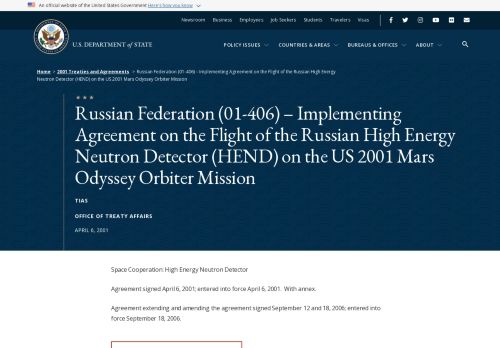 An official website of the United States Government Here's how you know
Newsroom Business Employers Job Seekers Students Travelers Visas
U.S. DEPARTMENT of STATE
POLICY ISSUES COUNTRIES & AREAS BUREAUS & OFFICES ABOUT
Home > 2001 Treaties and Agreements > Russian Federation (01-406) - Implementing Agreement on the Flight of the Russian High Energy
Neutron Detector (HEND) on the US 2001 Mars Odyssey Orbiter Mission
Russian Federation (01-406) – Implementing
Agreement on the Flight of the Russian High Energy
Neutron Detector (HEND) on the US 2001 Mars
Odyssey Orbiter Mission
TIAS
OFFICE OF TREATY AFFAIRS
APRIL 6, 2001
Space Cooperation: High Energy Neutron Detector
Agreement signed April 6, 2001; entered into force April 6, 2001. With annex.
Agreement extending and amending the agreement signed September 12 and 18, 2006; entered into
force September 18, 2006.